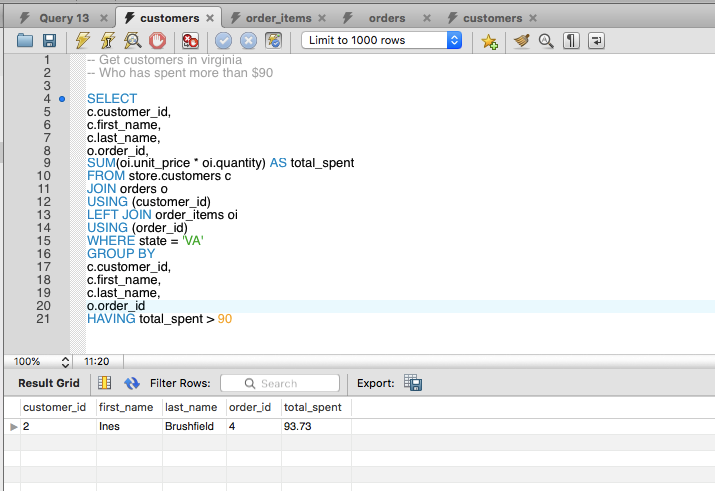 Query 13 customers order_items orders customers
Limit to 1000 rows
1 -- Get customers in virginia
2 -- Who has spent more than $90
3
4 SELECT
5 c.customer_id,
6 c.first_name,
7 c.last_name,
8 o.order_id,
9 SUM(oi.unit_price * oi.quantity) AS total_spent
10 FROM store.customers c
11 JOIN orders o
12 USING (customer_id)
13 LEFT JOIN order_items oi
14 USING (order_id)
15 WHERE state = 'VA'
16 GROUP BY
17 c.customer_id,
18 c.first_name,
19 c.last_name,
20 o.order_id
21 HAVING total_spent > 90
100% 11:20
Result Grid Filter Rows: Search Export:
customer_id first_name last_name order_id total_spent
2 Ines Brushfield 4 93.73